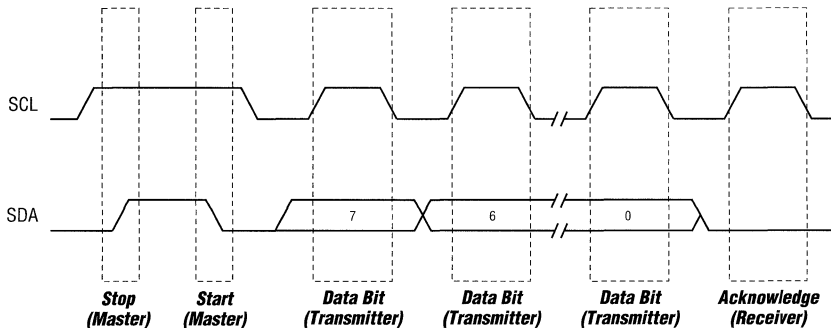 SCL
SDA
7
6
0
Stop
(Master)
Start
(Master)
Data Bit
(Transmitter)
Data Bit
(Transmitter)
Data Bit
(Transmitter)
Acknowledge
(Receiver)